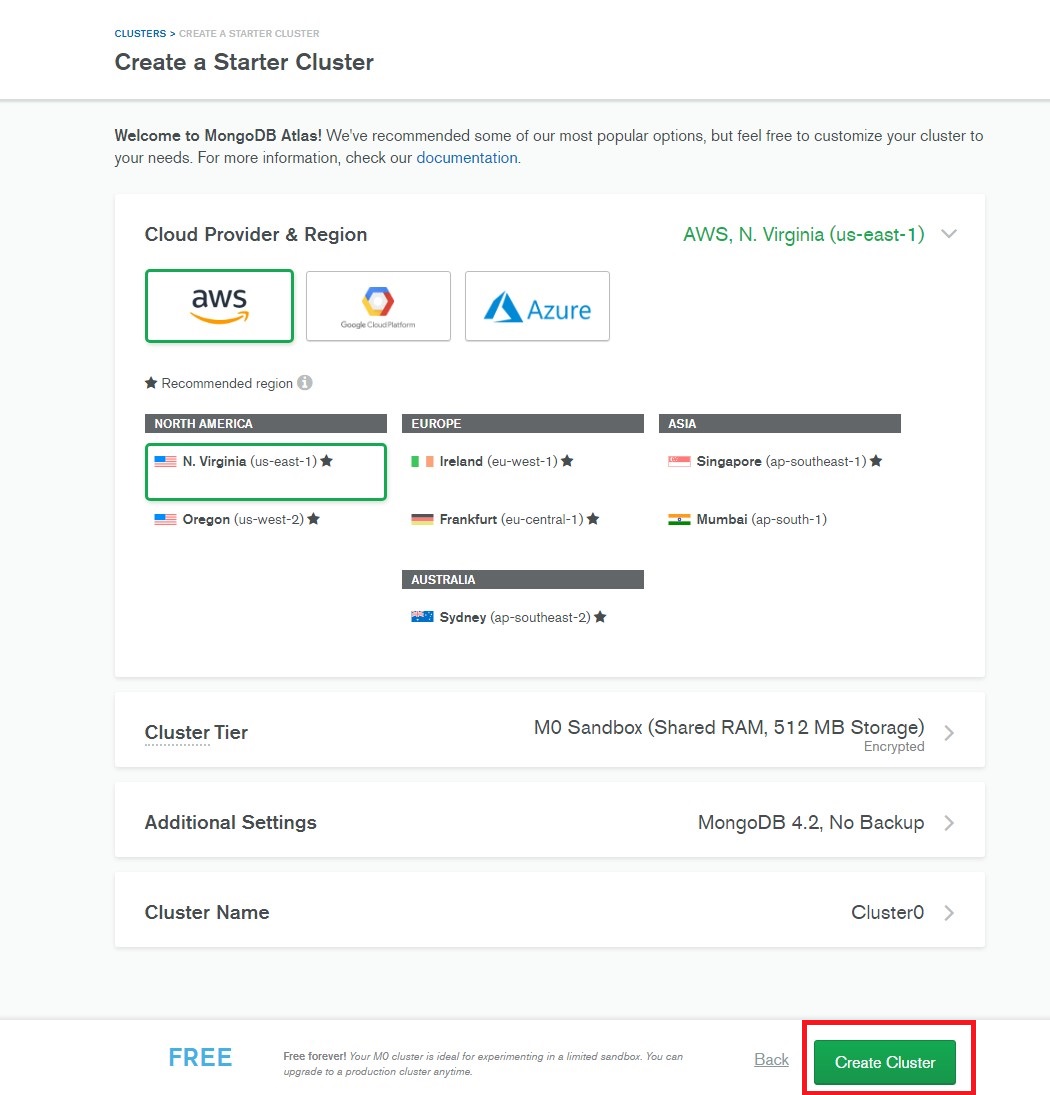 CLUSTERS > CREATE A STARTER CLUSTER
Create a Starter Cluster
Welcome to MongoDB Atlas! We've recommended some of our most popular options, but feel free to customize your cluster to
your needs. For more information, check our documentation.
Cloud Provider & Region
AWS, N. Virginia (us-east-1)
aws
Google Cloud Platform
Azure
★ Recommended region
NORTH AMERICA
EUROPE
ASIA
N. Virginia (us-east-1) ★
Ireland (eu-west-1) ★
Singapore (ap-southeast-1) ★
Oregon (us-west-2) ★
Frankfurt (eu-central-1) ★
Mumbai (ap-south-1)
AUSTRALIA
Sydney (ap-southeast-2) ★
Cluster Tier
M0 Sandbox (Shared RAM, 512 MB Storage)
Encrypted
Additional Settings
MongoDB 4.2, No Backup
Cluster Name
Cluster0
FREE
Free forever! Your M0 cluster is ideal for experimenting in a limited sandbox. You can
upgrade to a production cluster anytime.
Back
Create Cluster